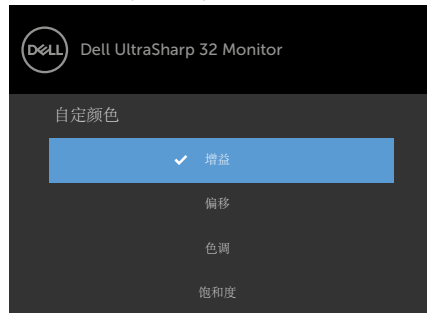 DELL Dell UltraSharp 32 Monitor
自定颜色
增益
偏移
色调
饱和度